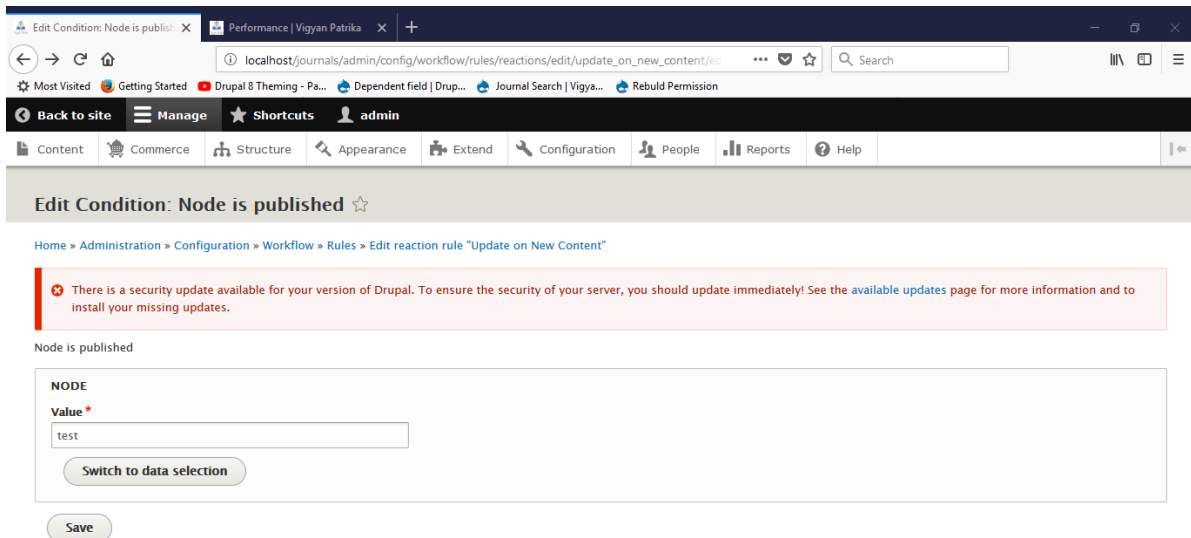 Edit Condition: Node is publish
Performance | Vigyan Patrika
localhost/journals/admin/config/workflow/rules/reactions/edit/update_on_new_content/ed
Search
Most Visited Getting Started Drupal 8 Theming - Pa... Dependent field | Drup... Journal Search | Vigya... Rebuld Permission
Back to site Manage Shortcuts admin
Content Commerce Structure Appearance Extend Configuration People Reports Help
Edit Condition: Node is published
Home » Administration » Configuration » Workflow » Rules » Edit reaction rule "Update on New Content"
There is a security update available for your version of Drupal. To ensure the security of your server, you should update immediately! See the available updates page for more information and to
install your missing updates.
Node is published
NODE
Value *
test
Switch to data selection
Save